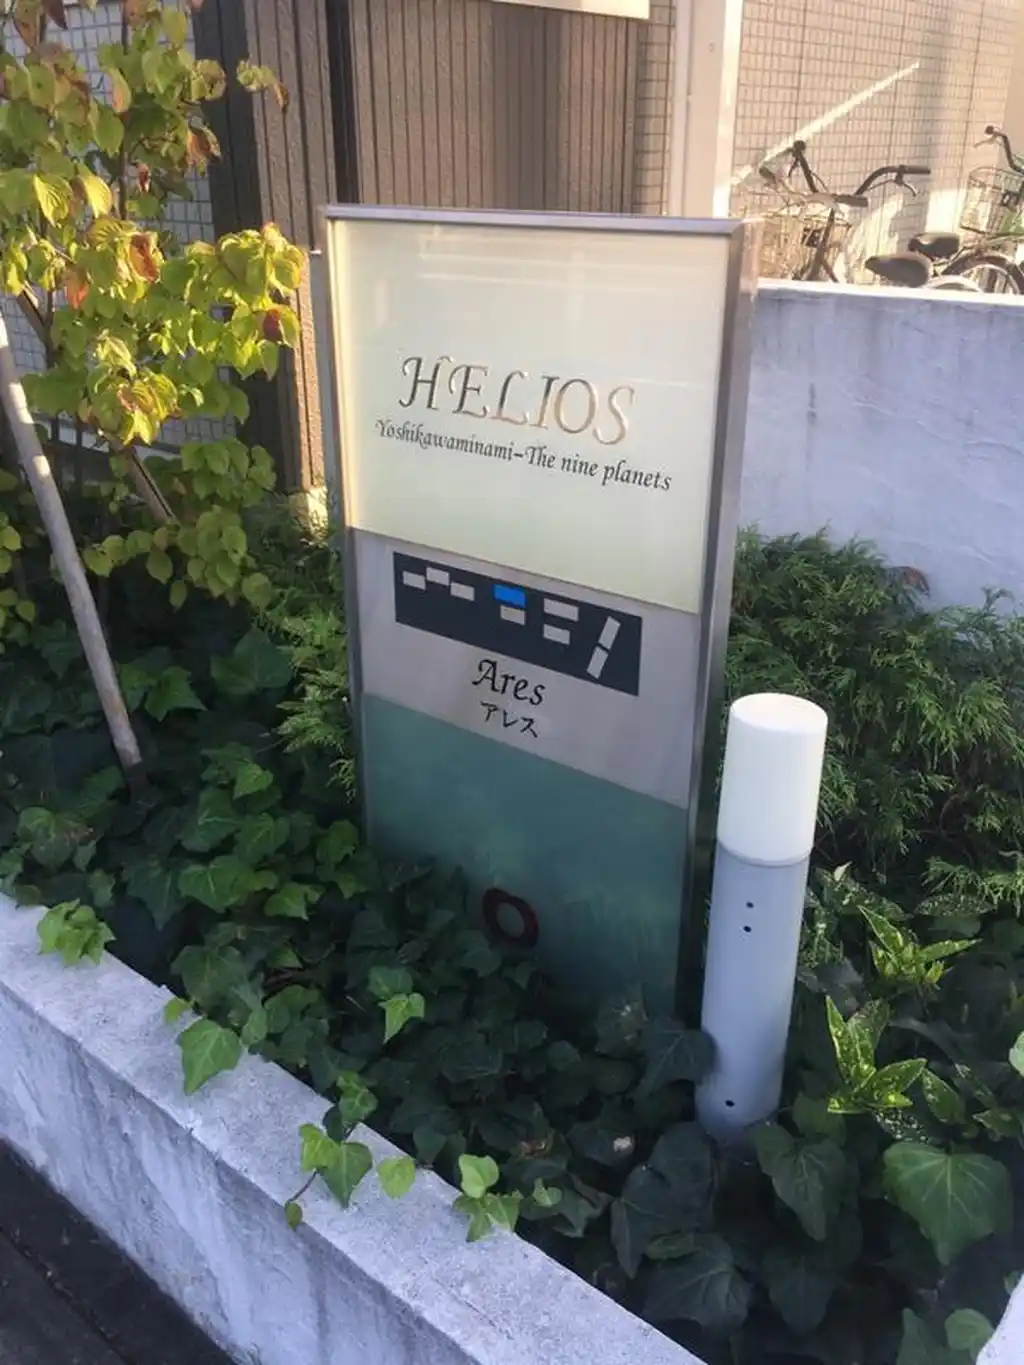 HELIOS
Yoshikawaminami–The nine planets
Ares
アレス